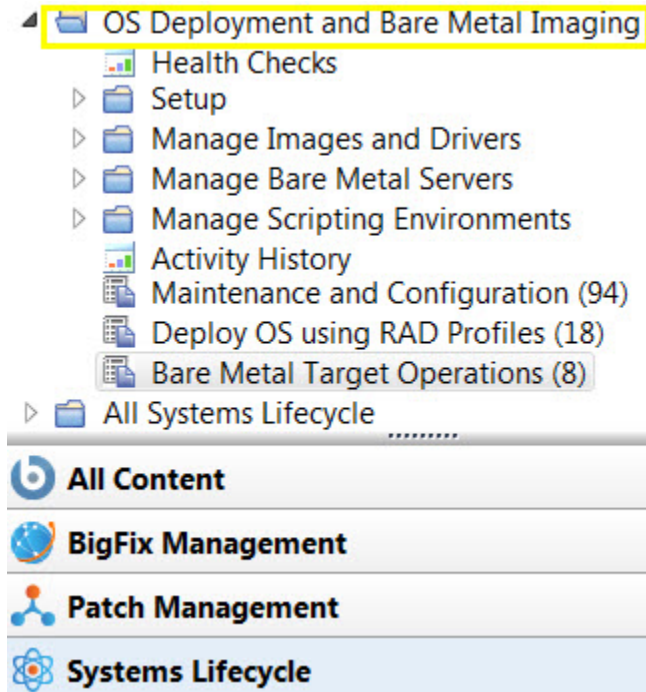 OS Deployment and Bare Metal Imaging
Health Checks
Setup
Manage Images and Drivers
Manage Bare Metal Servers
Manage Scripting Environments
Activity History
Maintenance and Configuration (94)
Deploy OS using RAD Profiles (18)
Bare Metal Target Operations (8)
All Systems Lifecycle
All Content
BigFix Management
Patch Management
Systems Lifecycle